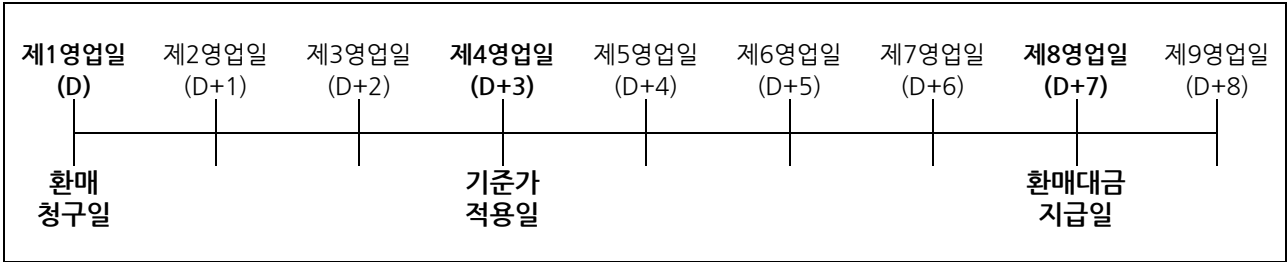 제1영업일 제2영업일 제3영업일 제4영업일 제5영업일 제6영업일 제7영업일 제8영업일 제9영업일
(D) (D+1) (D+2) (D+3) (D+4) (D+5) (D+6) (D+7) (D+8)
환매 기준가 환매대금
청구일 적용일 지급일